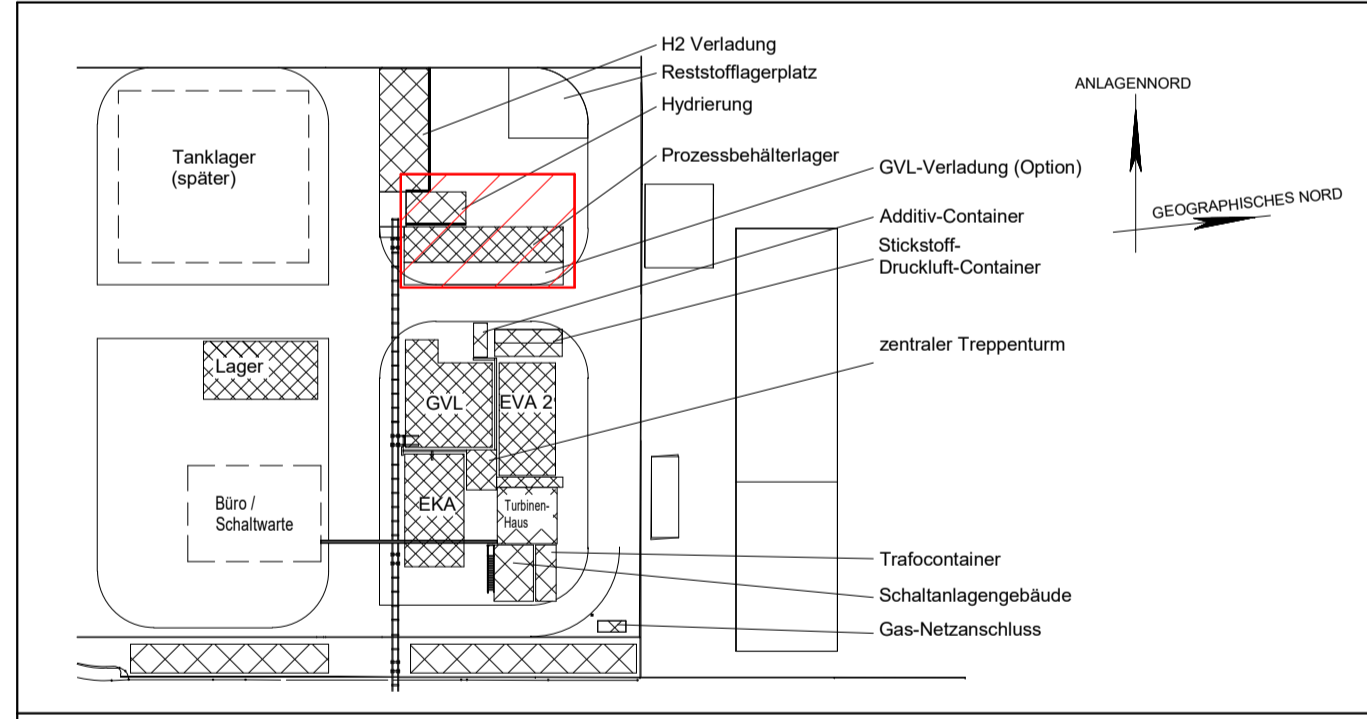 H2 Verladung
Reststofflagerplatz
Hydrierung
Prozessbehälterlager
GVL-Verladung (Option)
Additiv-Container
Stickstoff-
Druckluft-Container
zentraler Treppenturm
Trafocontainer
Schaltanlagengebäude
Gas-Netzanschluss
ANLAGENNORD
GEOGRAPHISCHES NORD
Tanklager
(später)
Lager
GVL
EVA 2
EKA
Turbinen-
Haus
Büro /
Schaltwarte